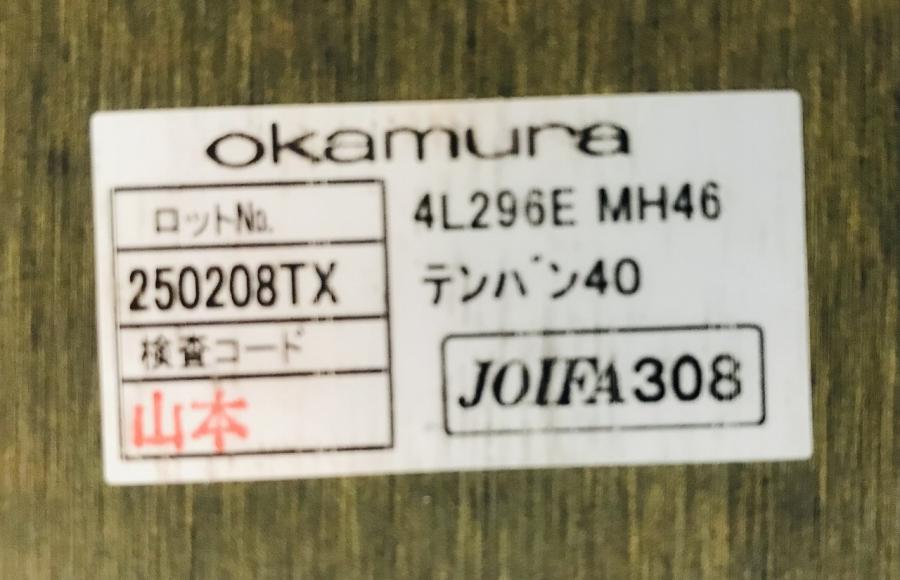 okamura
ロットNo.
250208TX
検査コード
山本
4L296E MH46
テンバン40
JOIFA308